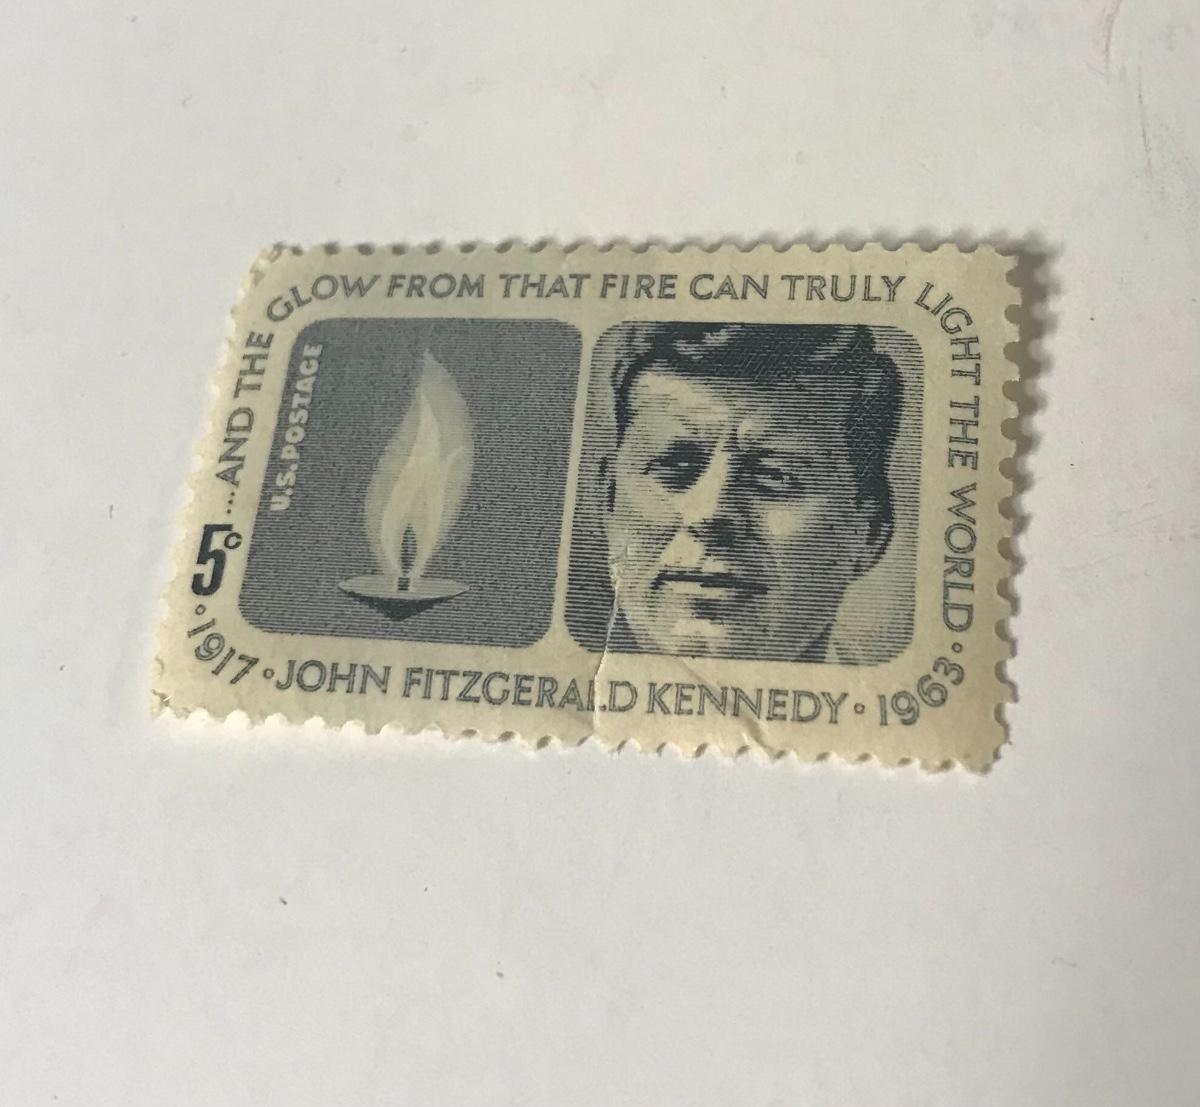 ...AND THE GLOW FROM THAT FIRE CAN TRULY LIGHT THE WORLD
U.S. POSTAGE
5c
1917 · JOHN FITZGERALD KENNEDY · 1963